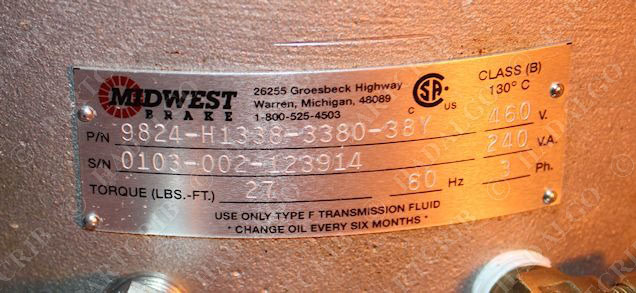 MIDWEST
BRAKE
26255 Groesbeck Highway
Warren, Michigan, 48089
1-800-525-4503
CSA
C US
CLASS (B)
130° C
P/N 9824-H1338-3380-38Y 460 V.
S/N 0103-002-123914 240 V.A.
TORQUE (LBS.-FT.) 27 60 Hz 3 Ph.
USE ONLY TYPE F TRANSMISSION FLUID
* CHANGE OIL EVERY SIX MONTHS *